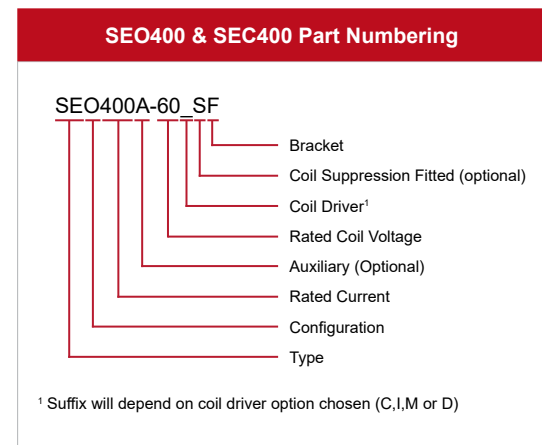 SEO400 & SEC400 Part Numbering
SEO400A-60_SF
Bracket
Coil Suppression Fitted (optional)
Coil Driver¹
Rated Coil Voltage
Auxiliary (Optional)
Rated Current
Configuration
Type
¹ Suffix will depend on coil driver option chosen (C,I,M or D)